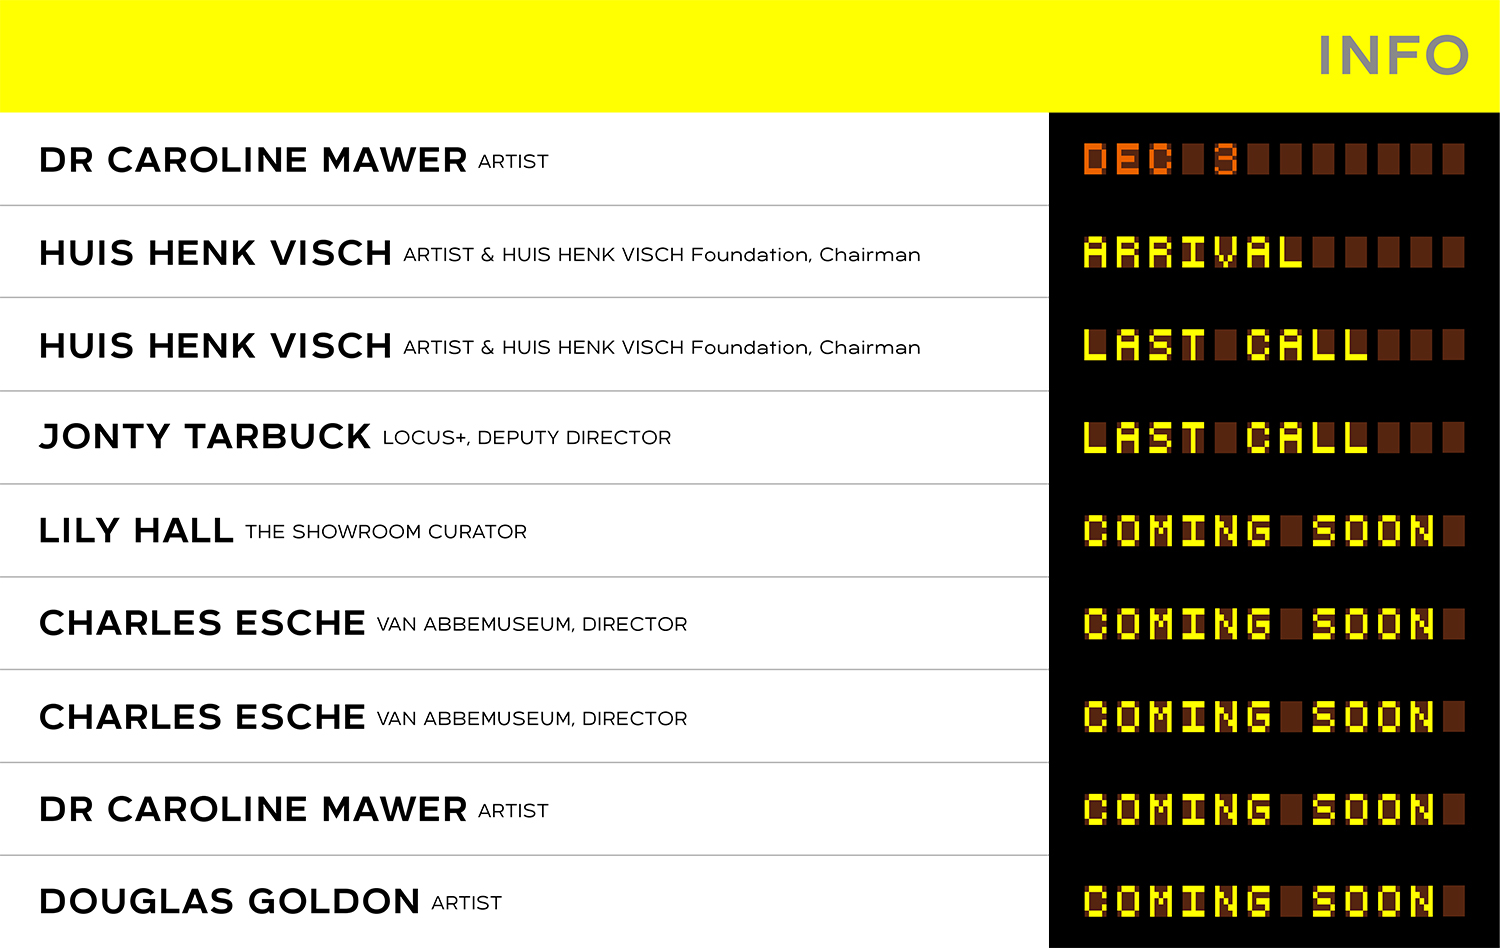 INFO
DR CAROLINE MAWER ARTIST DEC 3
HUIS HENK VISCH ARTIST & HUIS HENK VISCH Foundation, Chairman ARRIVAL
HUIS HENK VISCH ARTIST & HUIS HENK VISCH Foundation, Chairman LAST CALL
JONTY TARBUCK LOCUS+, DEPUTY DIRECTOR LAST CALL
LILY HALL THE SHOWROOM CURATOR COMING SOON
CHARLES ESCHE VAN ABBEMUSEUM, DIRECTOR COMING SOON
CHARLES ESCHE VAN ABBEMUSEUM, DIRECTOR COMING SOON
DR CAROLINE MAWER ARTIST COMING SOON
DOUGLAS GOLDON ARTIST COMING SOON